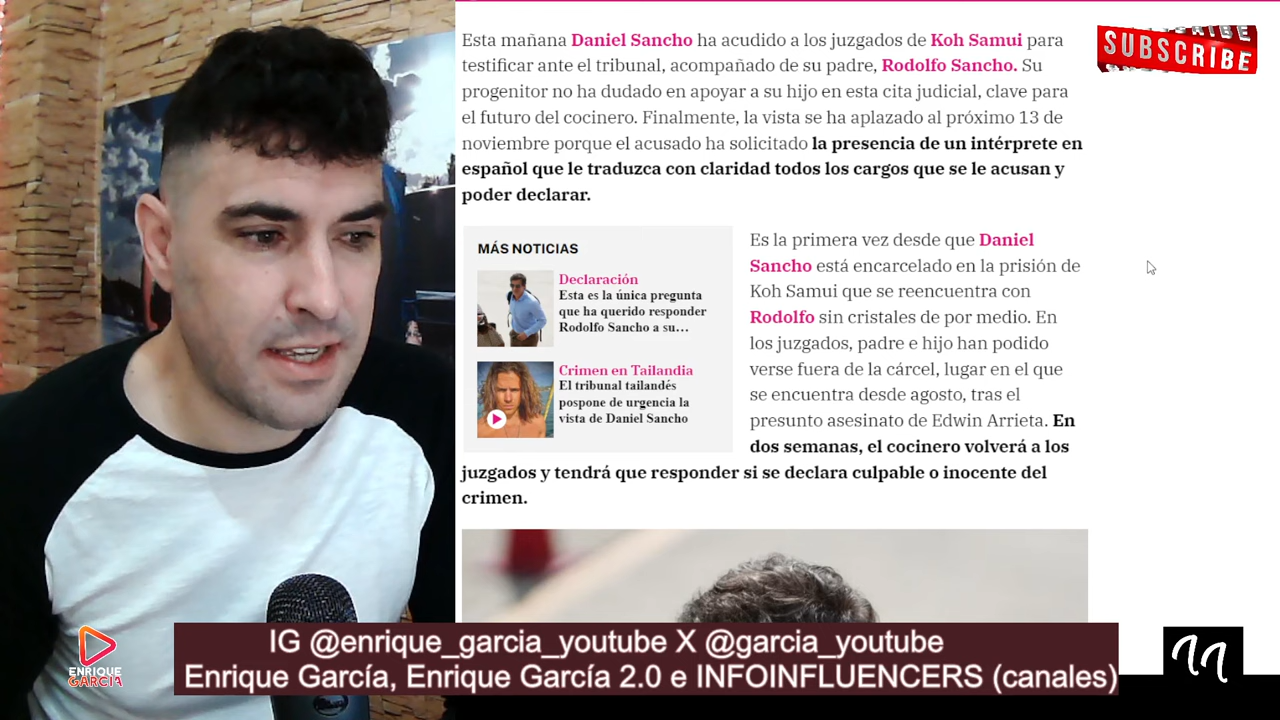 Esta mañana Daniel Sancho ha acudido a los juzgados de Koh Samui para
testificar ante el tribunal, acompañado de su padre, Rodolfo Sancho. Su
progenitor no ha dudado en apoyar a su hijo en esta cita judicial, clave para
el futuro del cocinero. Finalmente, la vista se ha aplazado al próximo 13 de
noviembre porque el acusado ha solicitado la presencia de un intérprete en
español que le traduzca con claridad todos los cargos que se le acusan y
poder declarar.
SUBSCRIBE
MÁS NOTICIAS
Declaración
Esta es la única pregunta
que ha querido responder
Rodolfo Sancho a su...
Crimen en Tailandia
El tribunal tailandés
pospone de urgencia la
vista de Daniel Sancho
Es la primera vez desde que Daniel
Sancho está encarcelado en la prisión de
Koh Samui que se reencuentra con
Rodolfo sin cristales de por medio. En
los juzgados, padre e hijo han podido
verse fuera de la cárcel, lugar en el que
se encuentra desde agosto, tras el
presunto asesinato de Edwin Arrieta. En
dos semanas, el cocinero volverá a los
juzgados y tendrá que responder si se declara culpable o inocente del
crimen.
IG @enrique_garcia_youtube X @garcia_youtube
Enrique García, Enrique García 2.0 e INFOINFLUENCERS (canales)
ENRIQUE
GARCÍA